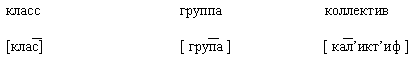 класс группа коллектив
[клас̅] [ груп̅а ] [ кал̅’икт’иф ]